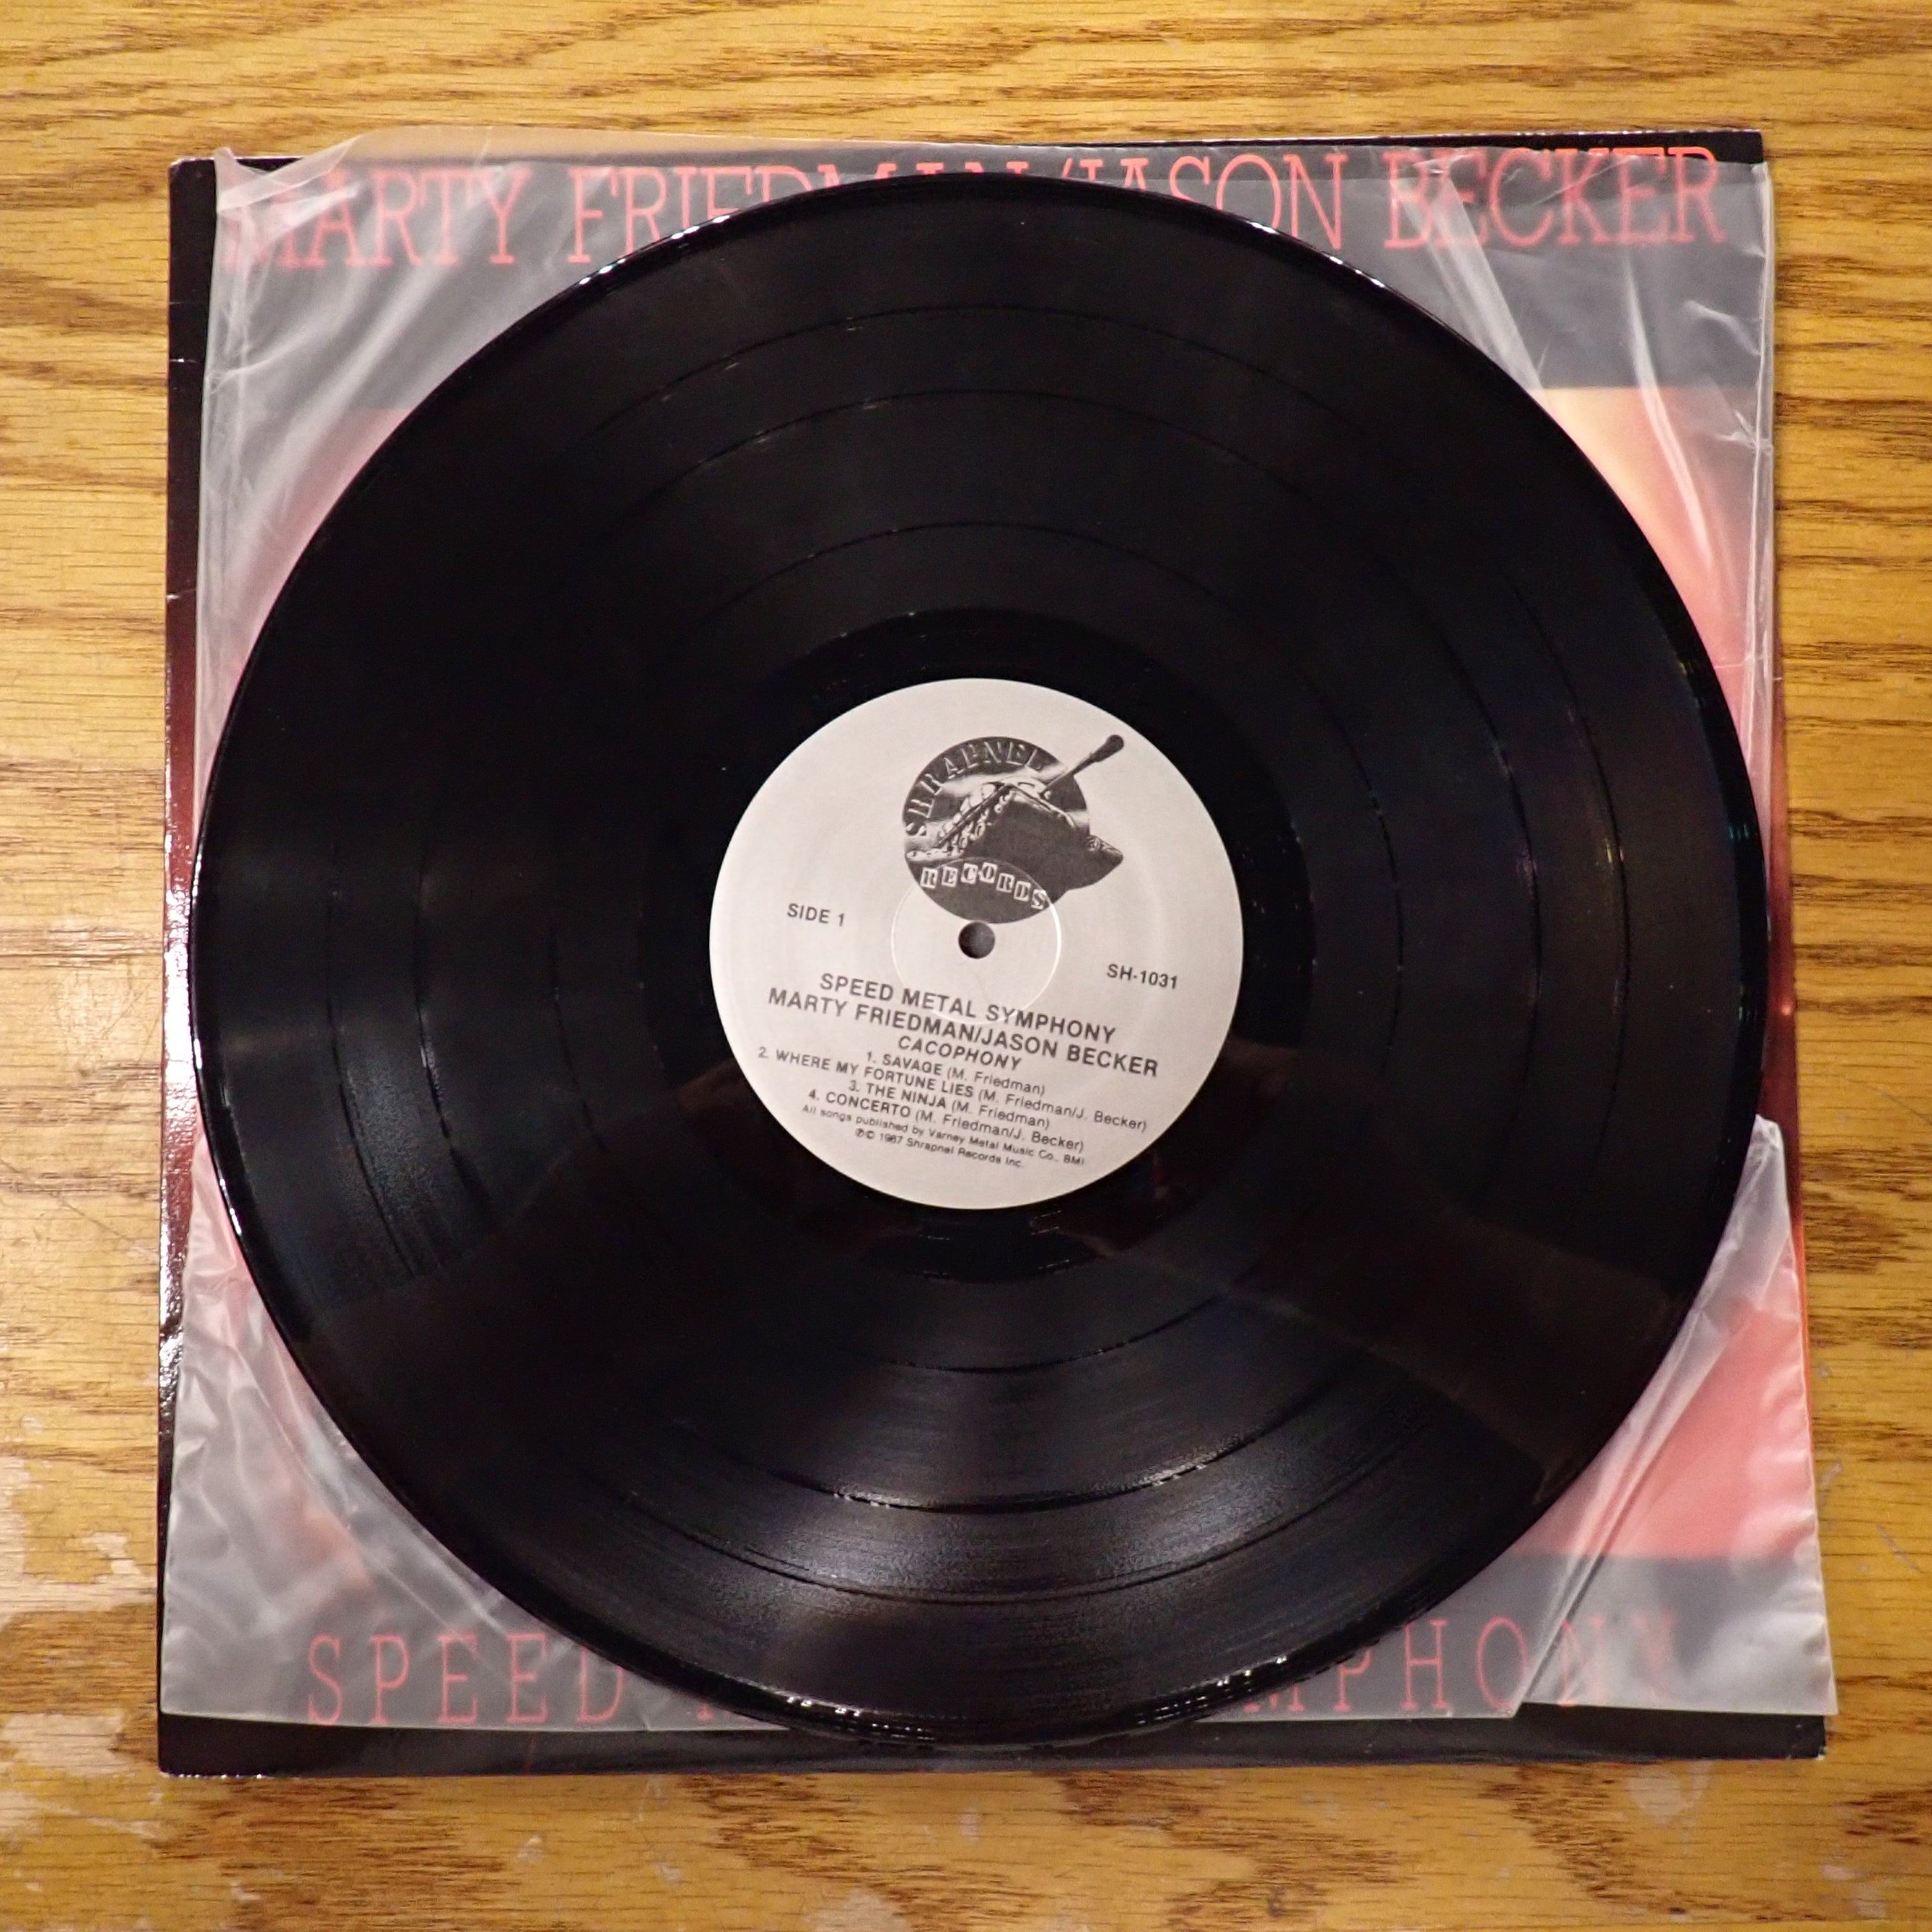 MARTY FRIEDMAN/JASON BECKER
SHRAPNEL
RECORDS
SIDE 1
SH-1031
SPEED METAL SYMPHONY
MARTY FRIEDMAN/JASON BECKER
CACOPHONY
1. SAVAGE (M. Friedman)
2. WHERE MY FORTUNE LIES (M. Friedman/J. Becker)
3. THE NINJA (M. Friedman)
4. CONCERTO (M. Friedman/J. Becker)
All songs published by Varney Metal Music Co., BMI
℗© 1987 Shrapnel Records Inc.
SPEED MPHONY